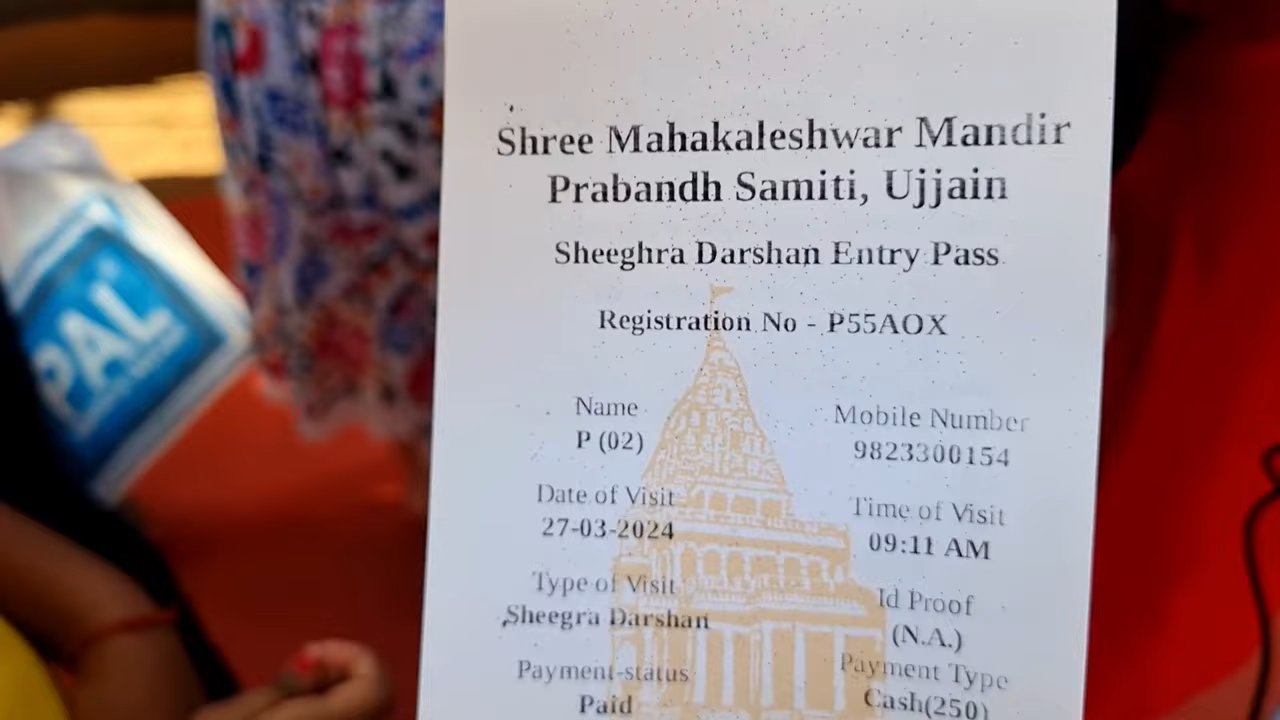 Shree Mahakaleshwar Mandir
Prabandh Samiti, Ujjain
Sheeghra Darshan Entry Pass
Registration No - P55AOX
Name
P (02)
Mobile Number
9823300154
Date of Visit
27-03-2024
Time of Visit
09:11 AM
Type of Visit
Sheegra Darshan
Id Proof
(N.A.)
Payment-status
Paid
Payment Type
Cash(250)
PAL